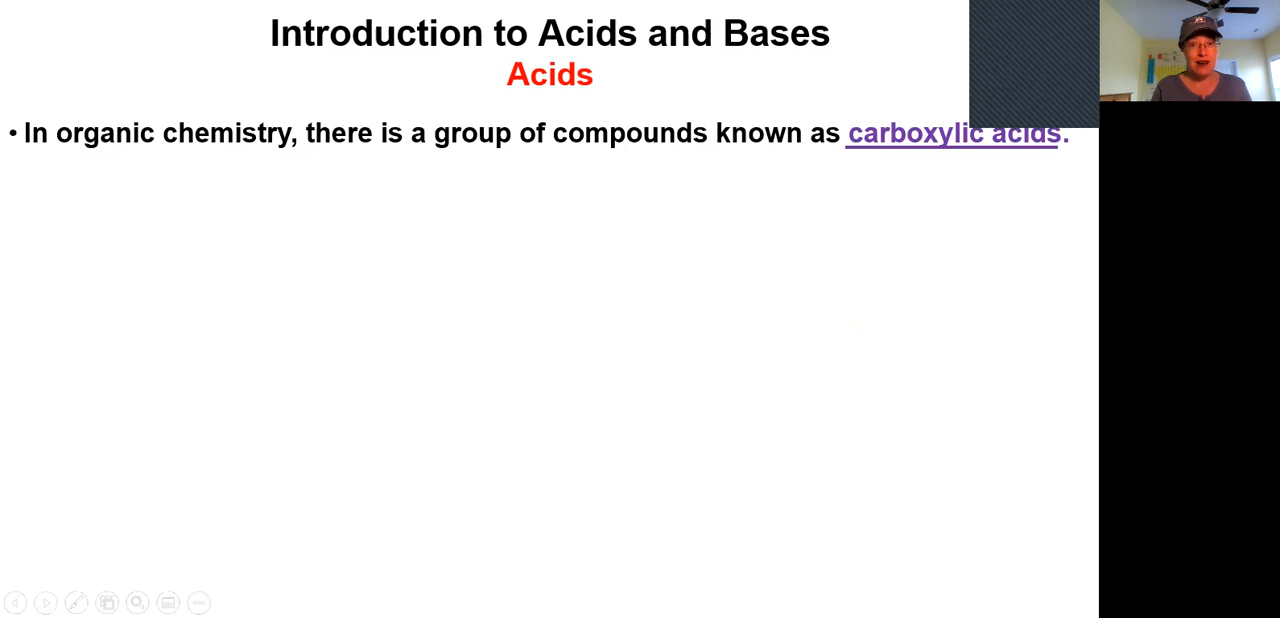 Introduction to Acids and Bases
Acids
• In organic chemistry, there is a group of compounds known as carboxylic acids.